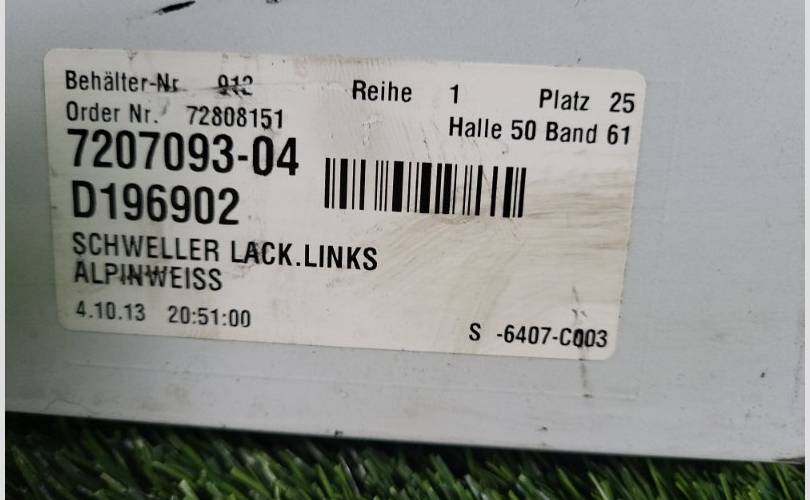 Behälter-Nr 912
Reihe 1 Platz 25
Order Nr. 72808151
Halle 50 Band 61
7207093-04
D196902
SCHWELLER LACK.LINKS
ALPINWEISS
4.10.13 20:51:00
S -6407-C003